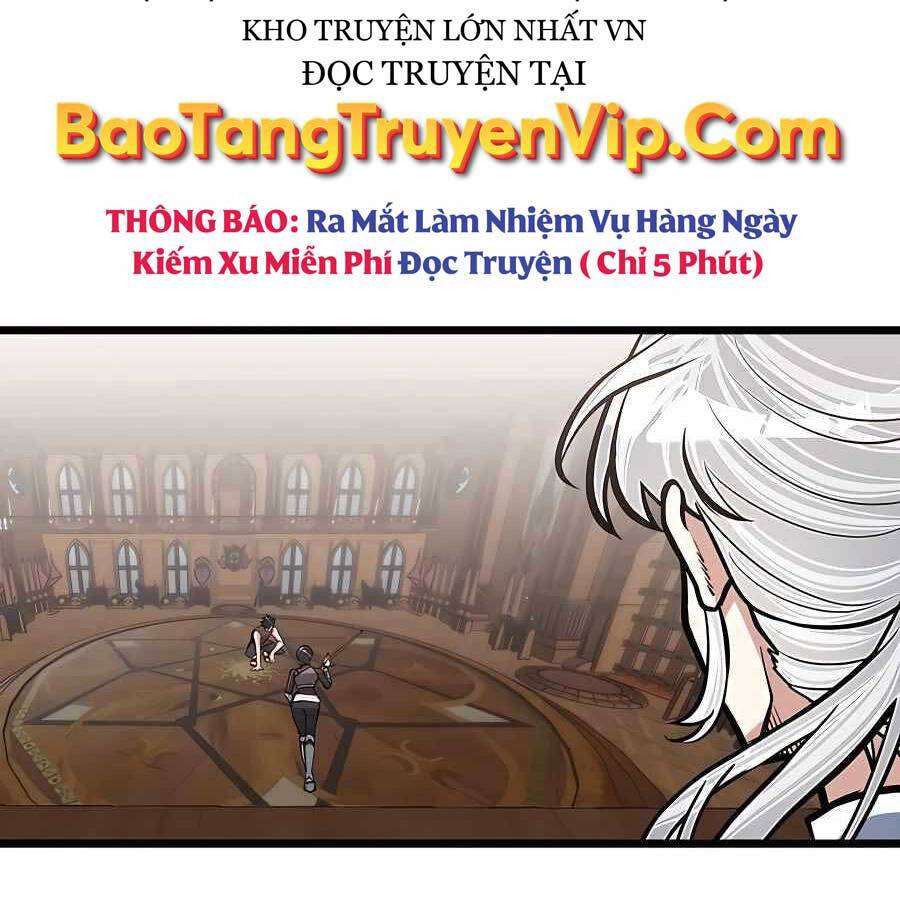 KHO TRUYỆN LỚN NHẤT VN
ĐỌC TRUYỆN TẠI
BaoTangTruyenVip.Com
THÔNG BÁO: Ra Mắt Làm Nhiệm Vụ Hàng Ngày
Kiếm Xu Miễn Phí Đọc Truyện ( Chỉ 5 Phút)